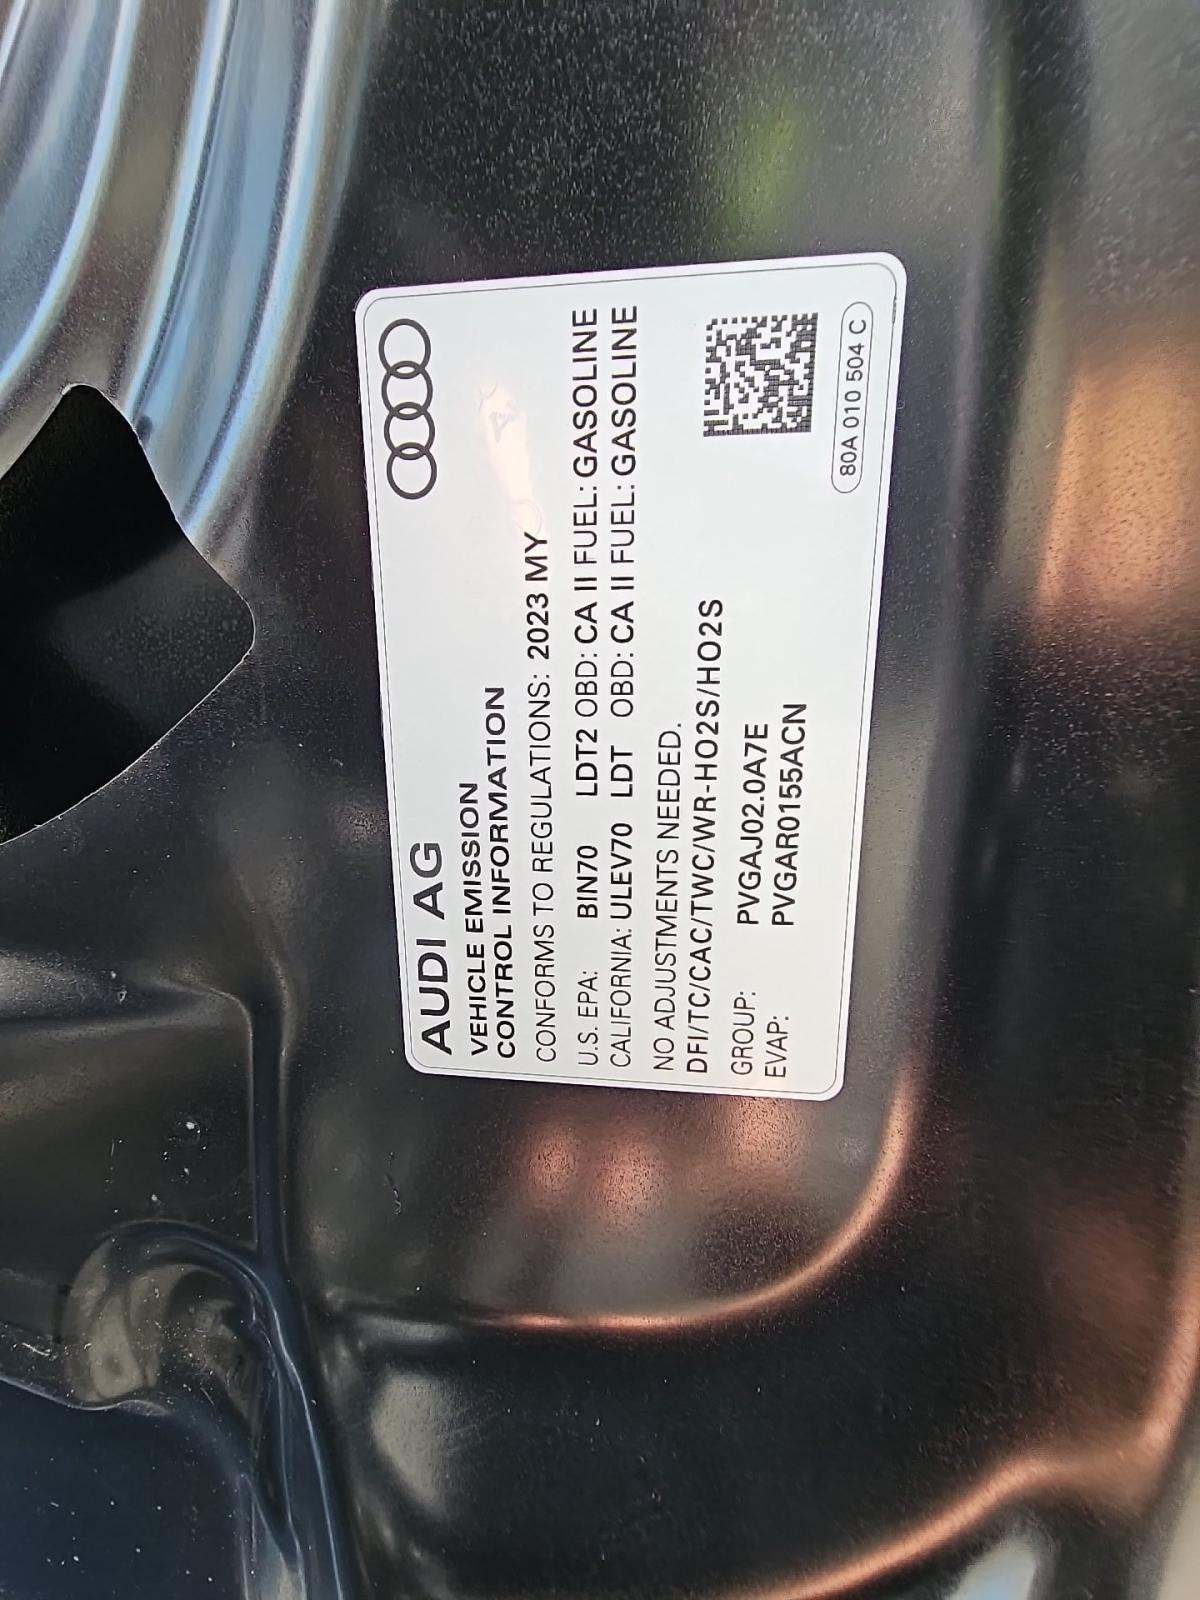 AUDI AG
VEHICLE EMISSION
CONTROL INFORMATION
CONFORMS TO REGULATIONS: 2023 MY
U.S. EPA: BIN70 LDT2 OBD: CA II FUEL: GASOLINE
CALIFORNIA: ULEV70 LDT OBD: CA II FUEL: GASOLINE
NO ADJUSTMENTS NEEDED.
DFI/TC/CAC/TWC/WR-HO2S/HO2S
GROUP: PVGAJ02.0A7E
EVAP: PVGAR0155ACN
80A 010 504 C